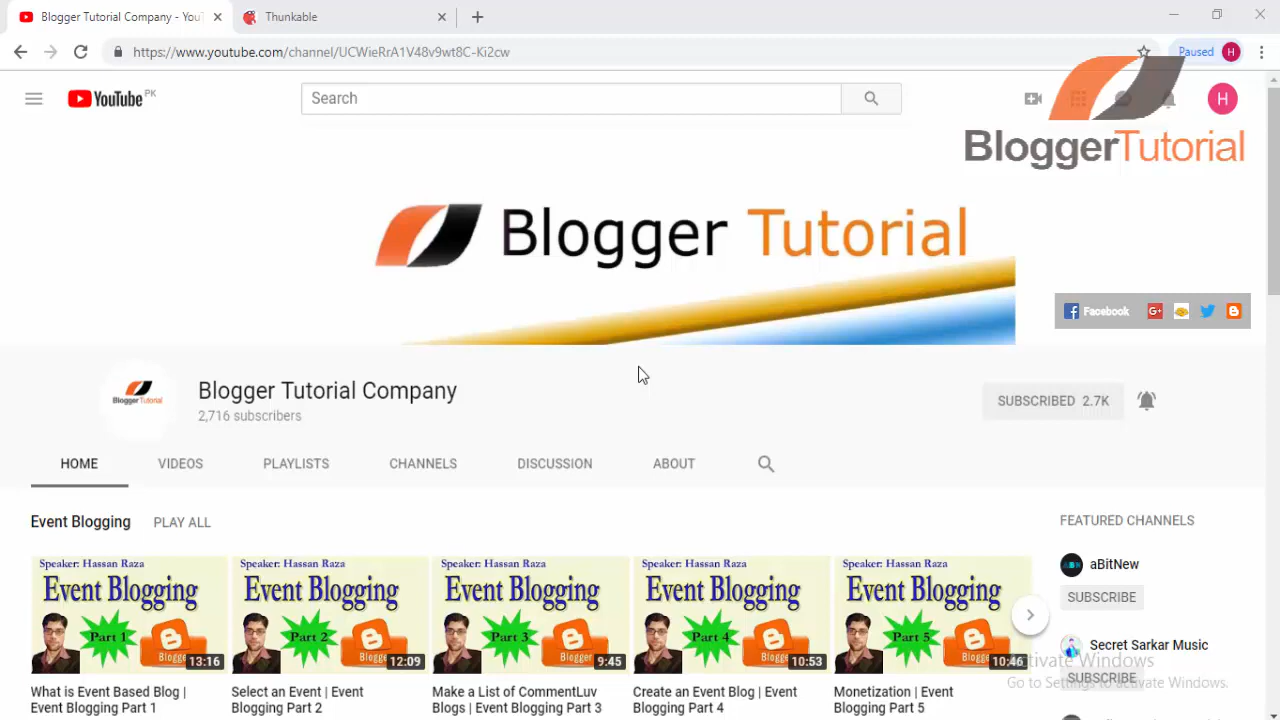 Blogger Tutorial Company - YouT
Thunkable
https://www.youtube.com/channel/UCWieRrA1V48v9wt8C-Ki2cw
Paused
H
YouTube PK
Search
H
BloggerTutorial
Blogger Tutorial
Facebook
Blogger Tutorial Company
2,716 subscribers
BloggerTutorial
SUBSCRIBED 2.7K
HOME
VIDEOS
PLAYLISTS
CHANNELS
DISCUSSION
ABOUT
Event Blogging
PLAY ALL
FEATURED CHANNELS
Speaker: Hassan Raza
Event Blogging
Part 1
Blogger
13:16
What is Event Based Blog |
Event Blogging Part 1
Speaker: Hassan Raza
Event Blogging
Part 2
Blogger
12:09
Select an Event | Event
Blogging Part 2
Speaker: Hassan Raza
Event Blogging
Part 3
Blogger
9:45
Make a List of CommentLuv
Blogs | Event Blogging Part 3
Speaker: Hassan Raza
Event Blogging
Part 4
Blogger
10:53
Create an Event Blog | Event
Blogging Part 4
Speaker: Hassan Raza
Event Blogging
Part 5
Blogger
10:46
Monetization | Event
Blogging Part 5
aBitNew
SUBSCRIBE
Secret Sarkar Music
SUBSCRIBE
Activate Windows
Go to Settings to activate Windows.